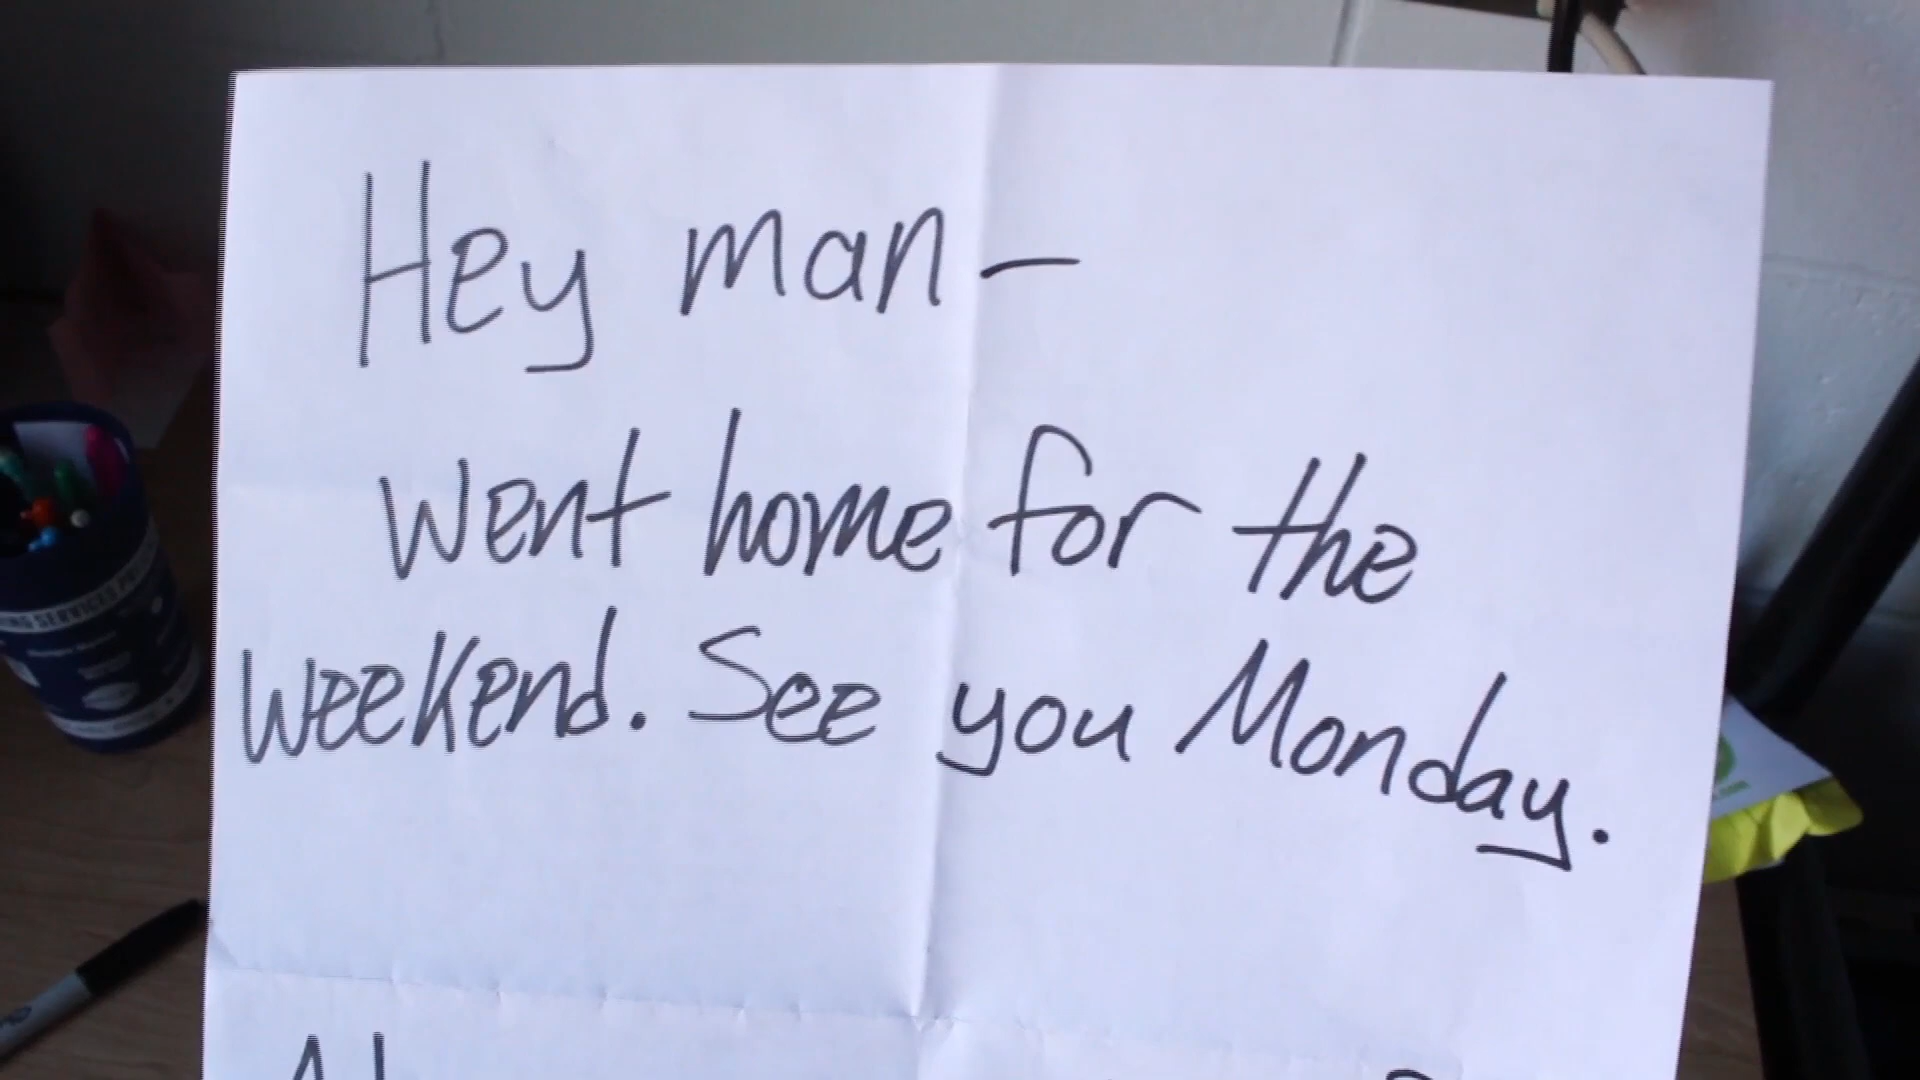 Hey man —
went home for the
weekend. See you Monday.